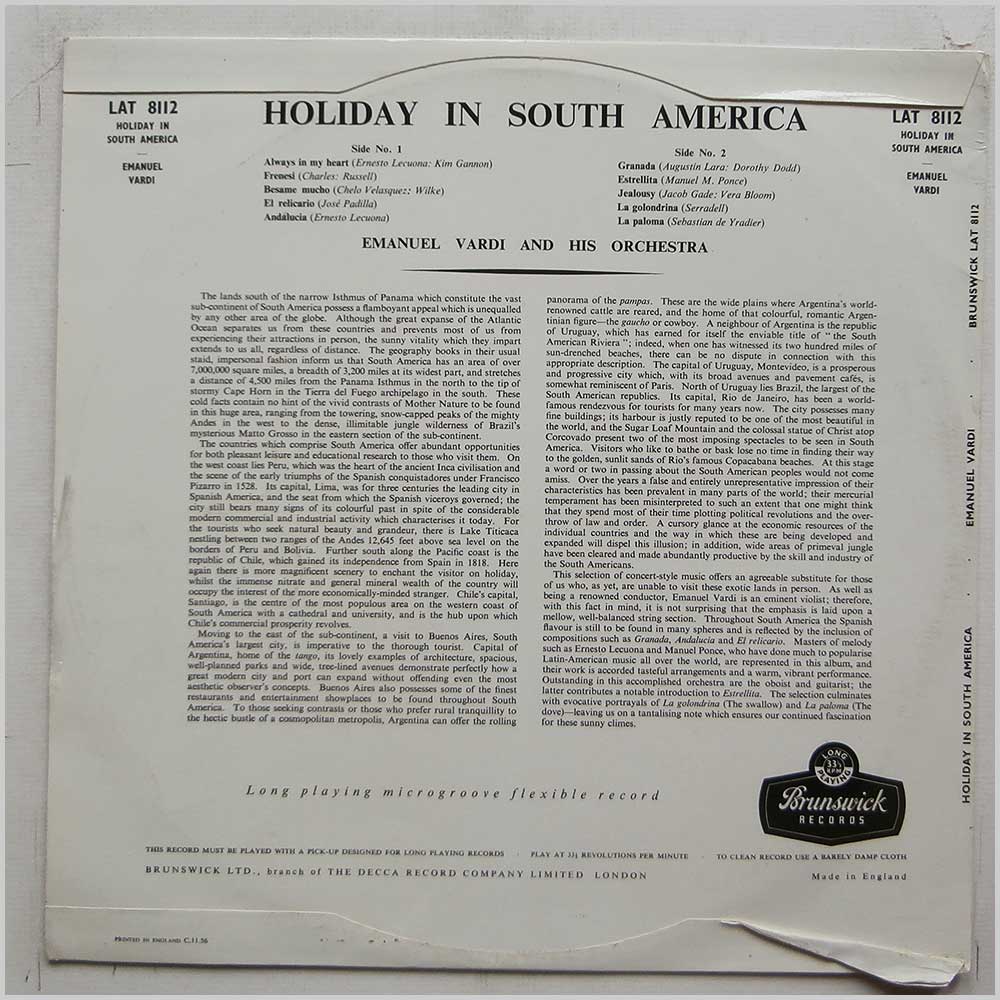 LAT 8112
HOLIDAY IN
SOUTH AMERICA
—
EMANUEL
VARDI
HOLIDAY IN SOUTH AMERICA
LAT 8112
HOLIDAY IN
SOUTH AMERICA
—
EMANUEL
VARDI
Side No. 1
Always in my heart (Ernesto Lecuona: Kim Gannon)
Frenesi (Charles: Russell)
Besame mucho (Chelo Velasquez: Wilke)
El relicario (José Padilla)
Andalucia (Ernesto Lecuona)
Side No. 2
Granada (Augustin Lara: Dorothy Dodd)
Estrellita (Manuel M. Ponce)
Jealousy (Jacob Gade: Vera Bloom)
La golondrina (Serradell)
La paloma (Sebastian de Yradier)
EMANUEL VARDI AND HIS ORCHESTRA
The lands south of the narrow Isthmus of Panama which constitute the vast
sub-continent of South America possess a flamboyant appeal which is unequalled
by any other area of the globe. Although the great expanse of the Atlantic
Ocean separates us from these countries and prevents most of us from
experiencing their attractions in person, the sunny vitality which they impart
extends to us all, regardless of distance. The geography books in their usual
staid, impersonal fashion inform us that South America has an area of over
7,000,000 square miles, a breadth of 3,200 miles at its widest part, and stretches
a distance of 4,500 miles from the Panama Isthmus in the north to the tip of
stormy Cape Horn in the Tierra del Fuego archipelago in the south. These
cold facts contain no hint of the vivid contrasts of Mother Nature to be found
in this huge area, ranging from the towering, snow-capped peaks of the mighty
Andes in the west to the dense, illimitable jungle wilderness of Brazil's
mysterious Matto Grosso in the eastern section of the sub-continent.
The countries which comprise South America offer abundant opportunities
for both pleasant leisure and educational research to those who visit them. On
the west coast lies Peru, which was the heart of the ancient Inca civilisation and
the scene of the early triumphs of the Spanish conquistadors under Francisco
Pizarro in 1528. Its capital, Lima, was for three centuries the leading city in
Spanish America, and the seat from which the Spanish viceroys governed; the
city still bears many signs of its colourful past in spite of the considerable
modern commercial and industrial activity which characterises it today. For
the tourists who seek natural beauty and grandeur, there is Lake Titicaca
nestling between two ranges of the Andes 12,645 feet above sea level on the
borders of Peru and Bolivia. Further south along the Pacific coast is the
republic of Chile, which gained its independence from Spain in 1818. Here
again there is more magnificent scenery to enchant the visitor on holiday,
whilst the immense nitrate and general mineral wealth of the country will
occupy the interest of the more economically-minded stranger. Chile's capital,
Santiago, is the centre of the most populous area on the western coast of
South America with a cathedral and university, and is the hub upon which
Chile's commercial prosperity revolves.
Moving to the east of the sub-continent, a visit to Buenos Aires, South
America's largest city, is imperative to the thorough tourist. Capital of
Argentina, home of the tango, its lovely examples of architecture, spacious,
well-planned parks and wide, tree-lined avenues demonstrate perfectly how a
great modern city and port can expand without offending even the most
aesthetic observer's concepts. Buenos Aires also possesses some of the finest
restaurants and entertainment showplaces to be found throughout South
America. To those seeking contrasts or those who prefer rural tranquillity to
the hectic bustle of a cosmopolitan metropolis, Argentina can offer the rolling
panorama of the pampas. These are the wide plains where Argentina's world-
renowned cattle are reared, and the home of that colourful, romantic Argen-
tinian figure—the gaucho or cowboy. A neighbour of Argentina is the republic
of Uruguay, which has earned for itself the enviable title of " the South
American Riviera "; indeed, when one has witnessed its two hundred miles of
sun-drenched beaches, there can be no dispute in connection with this
appropriate description. The capital of Uruguay, Montevideo, is a prosperous
and progressive city which, with its broad avenues and pavement cafés, is
somewhat reminiscent of Paris. North of Uruguay lies Brazil, the largest of the
South American republics. Its capital, Rio de Janeiro, has been a world-
famous rendezvous for tourists for many years now. The city possesses many
fine buildings; its harbour is justly reputed to be one of the most beautiful in
the world, and the Sugar Loaf Mountain and the colossal statue of Christ atop
Corcovado present two of the most imposing spectacles to be seen in South
America. Visitors who like to bathe or bask lose no time in finding their way
to the golden, sunlit sands of Rio's famous Copacabana beaches. At this stage
a word or two in passing about the South American peoples would not come
amiss. Over the years a false and entirely unrepresentative impression of their
characteristics has been prevalent in many parts of the world; their mercurial
temperament has been misinterpreted to such an extent that one might think
that they spend most of their time plotting political revolutions and the over-
throw of law and order. A cursory glance at the economic resources of the
individual countries and the way in which these are being developed and
expanded will dispel this illusion; in addition, wide areas of primeval jungle
have been cleared and made abundantly productive by the skill and industry of
the South Americans.
This selection of concert-style music offers an agreeable substitute for those
of us who, as yet, are unable to visit these exotic lands in person. As well as
being a renowned conductor, Emanuel Vardi is an eminent violist; therefore,
with this fact in mind, it is not surprising that the emphasis is laid upon a
mellow, well-balanced string section. Throughout South America the Spanish
flavour is still to be found in many spheres and is reflected by the inclusion of
compositions such as Granada, Andalucia and El relicario. Masters of melody
such as Ernesto Lecuona and Manuel Ponce, who have done much to popularise
Latin-American music all over the world, are represented in this album, and
their work is accorded tasteful arrangements and a warm, vibrant performance.
Outstanding in this accomplished orchestra are the oboist and guitarist; the
latter contributes a notable introduction to Estrellita. The selection culminates
with evocative portrayals of La golondrina (The swallow) and La paloma (The
dove)—leaving us on a tantalising note which ensures our continued fascination
for these sunny climes.
BRUNSWICK LAT 8112 · EMANUEL VARDI · HOLIDAY IN SOUTH AMERICA
Long playing microgroove flexible record
LONG
33⅓
RPM
PLAYING
Brunswick
RECORDS
THIS RECORD MUST BE PLAYED WITH A PICK-UP DESIGNED FOR LONG PLAYING RECORDS · PLAY AT 33⅓ REVOLUTIONS PER MINUTE · TO CLEAN RECORD USE A BARELY DAMP CLOTH
BRUNSWICK LTD., branch of THE DECCA RECORD COMPANY LIMITED LONDON
Made in England
PRINTED IN ENGLAND C.11.56